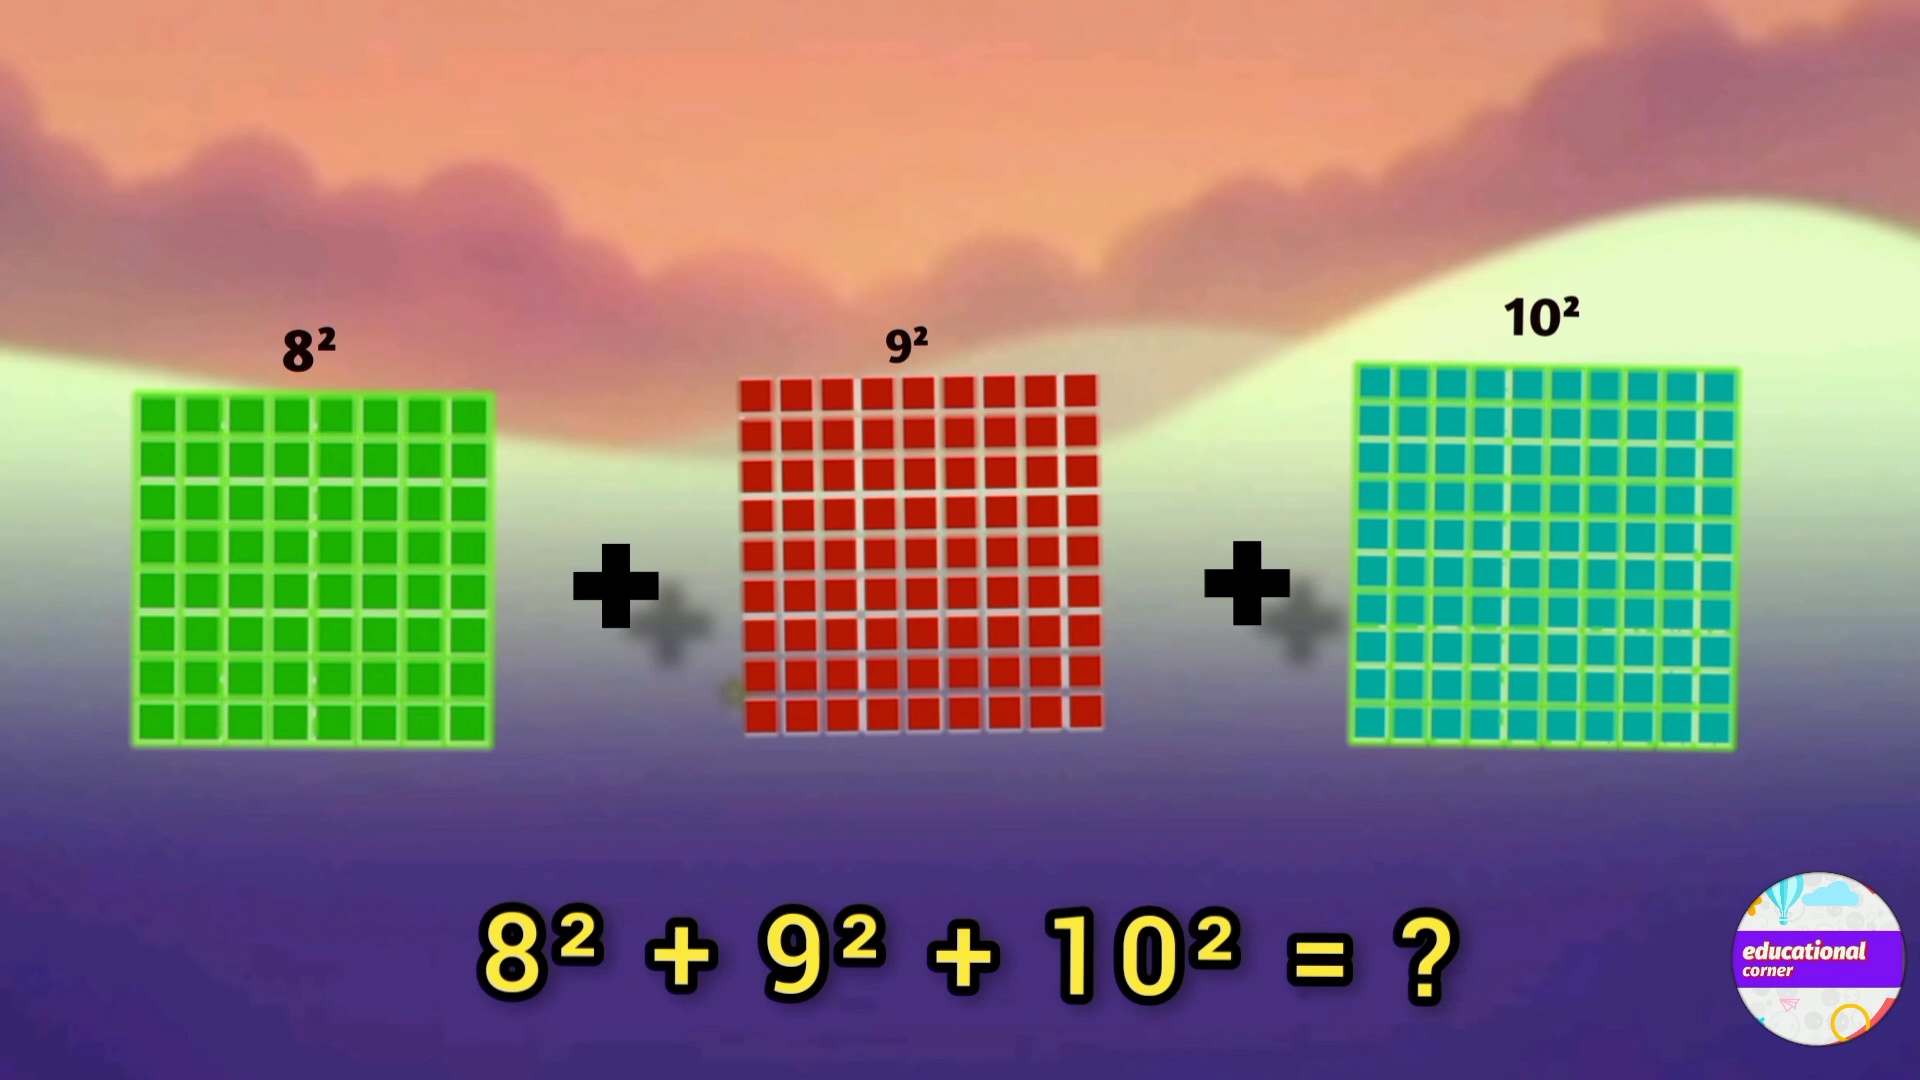 8²
9²
10²
8² + 9² + 10² = ?
educational
corner